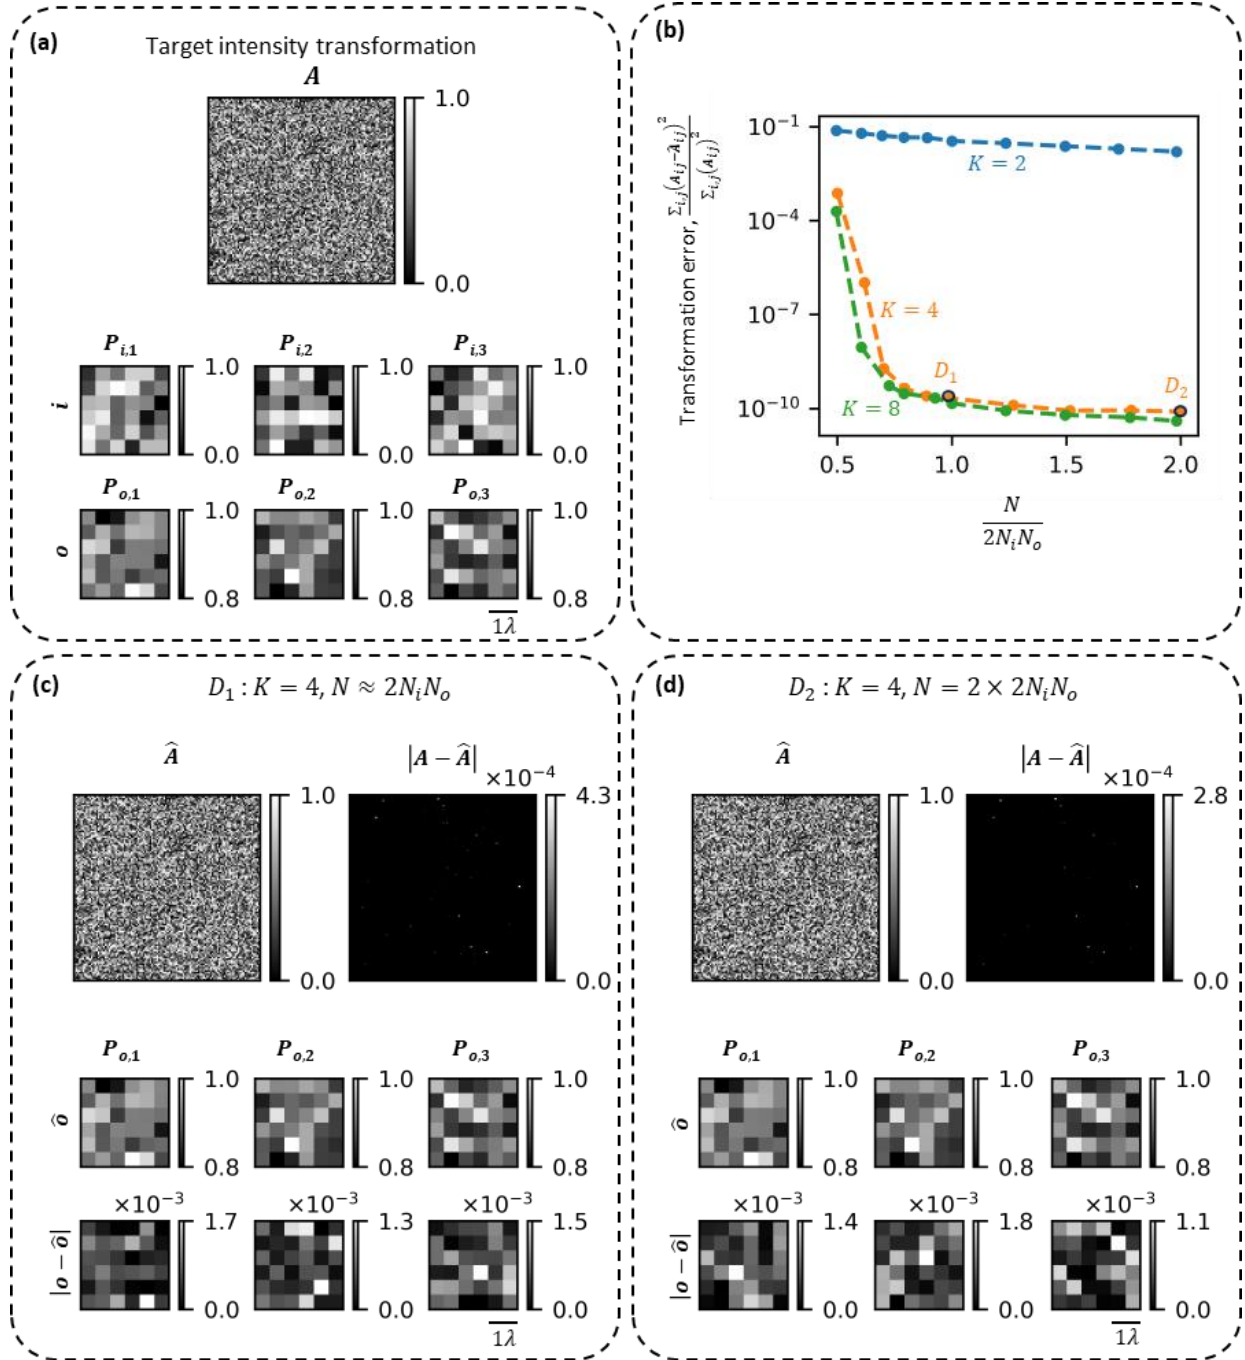 (a)
Target intensity transformation
A
1.0
0.0
P_{i,1} P_{i,2} P_{i,3}
i
1.0 1.0 1.0
0.0 0.0 0.0
P_{o,1} P_{o,2} P_{o,3}
o
1.0 1.0 1.0
0.8 0.8 0.8
1λ
(b)
Transformation error, \frac{Σ_{i,j}(A_{ij}-Â_{ij})^2}{Σ_{i,j}(A_{ij})^2}
10^{-1}
10^{-4}
10^{-7}
10^{-10}
K = 2
K = 4
D_1
D_2
K = 8
0.5 1.0 1.5 2.0
\frac{N}{2N_iN_o}
(c)
D_1 : K = 4, N ≈ 2N_iN_o
Â |A − Â|
×10^{-4}
1.0 4.3
0.0 0.0
P_{o,1} P_{o,2} P_{o,3}
ô
1.0 1.0 1.0
0.8 0.8 0.8
×10^{-3} ×10^{-3} ×10^{-3}
|o − ô|
1.7 1.3 1.5
0.0 0.0 0.0
1λ
(d)
D_2 : K = 4, N = 2 × 2N_iN_o
Â |A − Â|
×10^{-4}
1.0 2.8
0.0 0.0
P_{o,1} P_{o,2} P_{o,3}
ô
1.0 1.0 1.0
0.8 0.8 0.8
×10^{-3} ×10^{-3} ×10^{-3}
|o − ô|
1.4 1.8 1.1
0.0 0.0 0.0
1λ